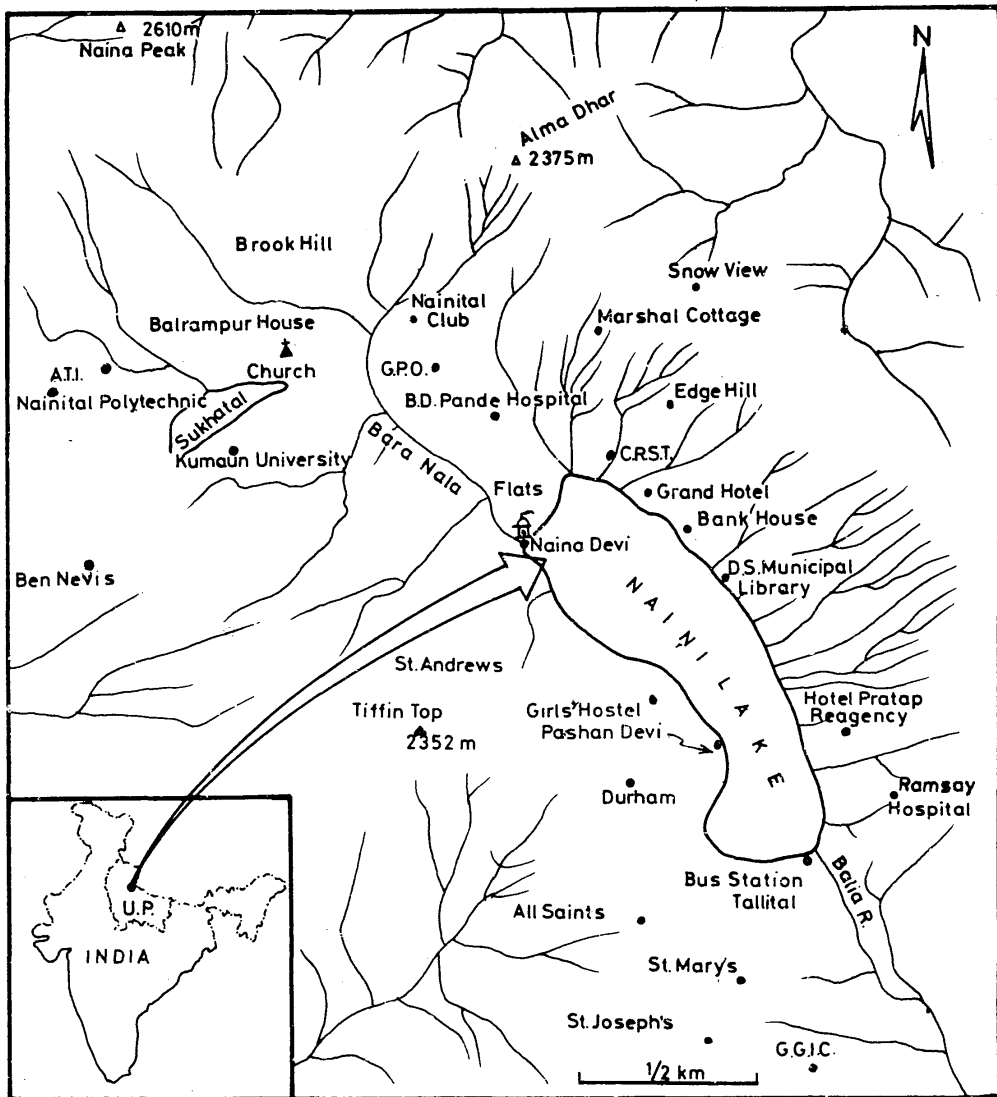 2610m
Naina Peak
N
Alma Dhar
2375m
Brook Hill
Snow View
Nainital
Club
Marshal Cottage
Balrampur House
Church
A.T.I.
G.P.O.
Nainital Polytechnic
Edge Hill
B.D. Pande Hospital
Sukhatal
Kumaun University
Bara Nala
C.R.S.T.
Flats
Grand Hotel
Bank House
Naina Devi
Ben Nevis
D.S. Municipal
Library
NAINI LAKE
St. Andrews
Tiffin Top
2352 m
Girls' Hostel
Pashan Devi
Hotel Pratap
Reagency
Durham
Ramsay
Hospital
Bus Station
Tallital
Balia R.
U.P.
INDIA
All Saints
St. Mary's
St. Joseph's
G.G.I.C.
1/2 km